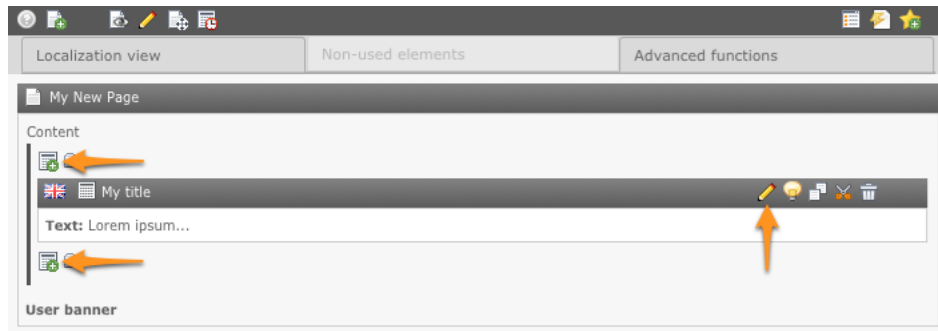 Localization view
Non-used elements
Advanced functions
My New Page
Content
My title
Text: Lorem ipsum...
User banner